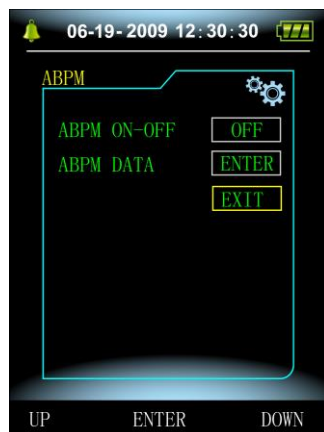 06-19-2009 12:30:30
ABPM
ABPM ON-OFF OFF
ABPM DATA ENTER
EXIT
UP ENTER DOWN